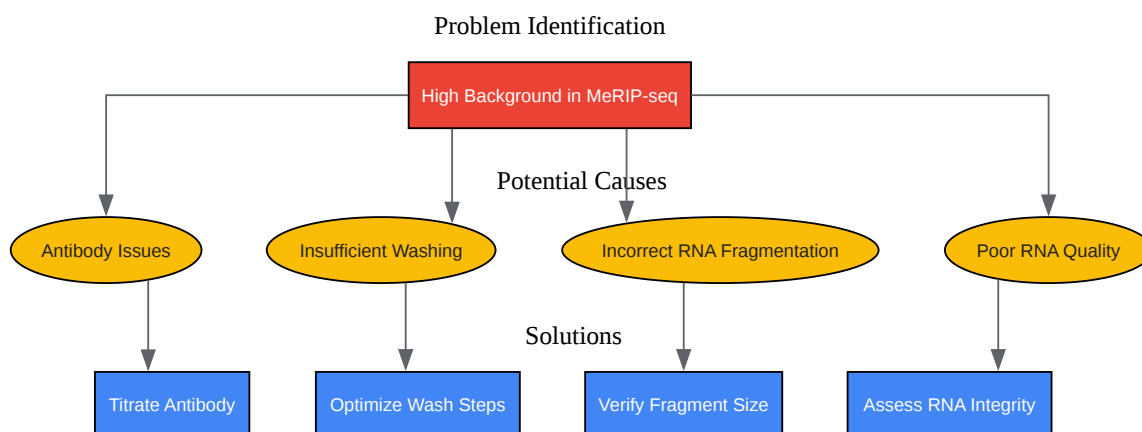 Problem Identification
High Background in MeRIP-seq
Potential Causes
Antibody Issues
Insufficient Washing
Incorrect RNA Fragmentation
Poor RNA Quality
Solutions
Titrate Antibody
Optimize Wash Steps
Verify Fragment Size
Assess RNA Integrity